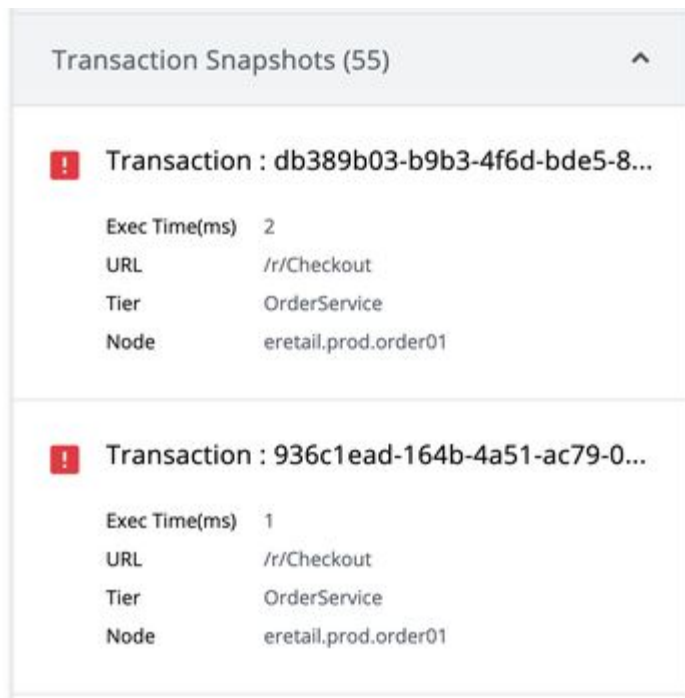 Transaction Snapshots (55)
Transaction : db389b03-b9b3-4f6d-bde5-8...
Exec Time(ms) 2
URL /r/Checkout
Tier OrderService
Node eretail.prod.order01
Transaction : 936c1ead-164b-4a51-ac79-0...
Exec Time(ms) 1
URL /r/Checkout
Tier OrderService
Node eretail.prod.order01